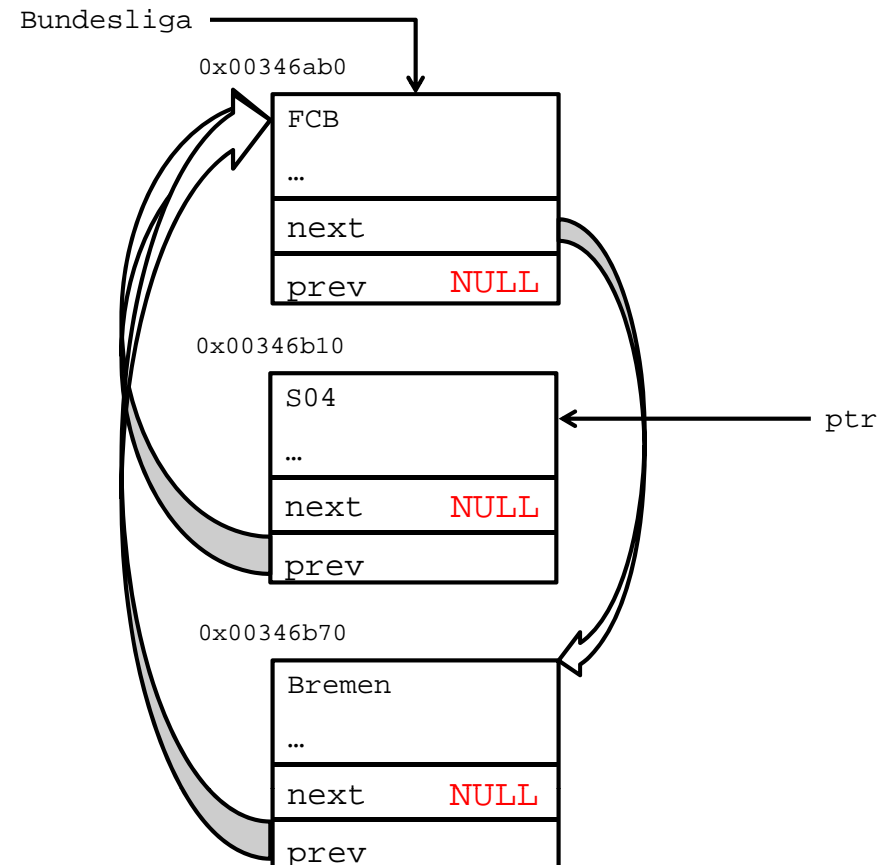 Bundesliga
0x00346ab0
FCB
…
next
prev NULL
0x00346b10
S04
…
ptr
next NULL
prev
0x00346b70
Bremen
…
next NULL
prev